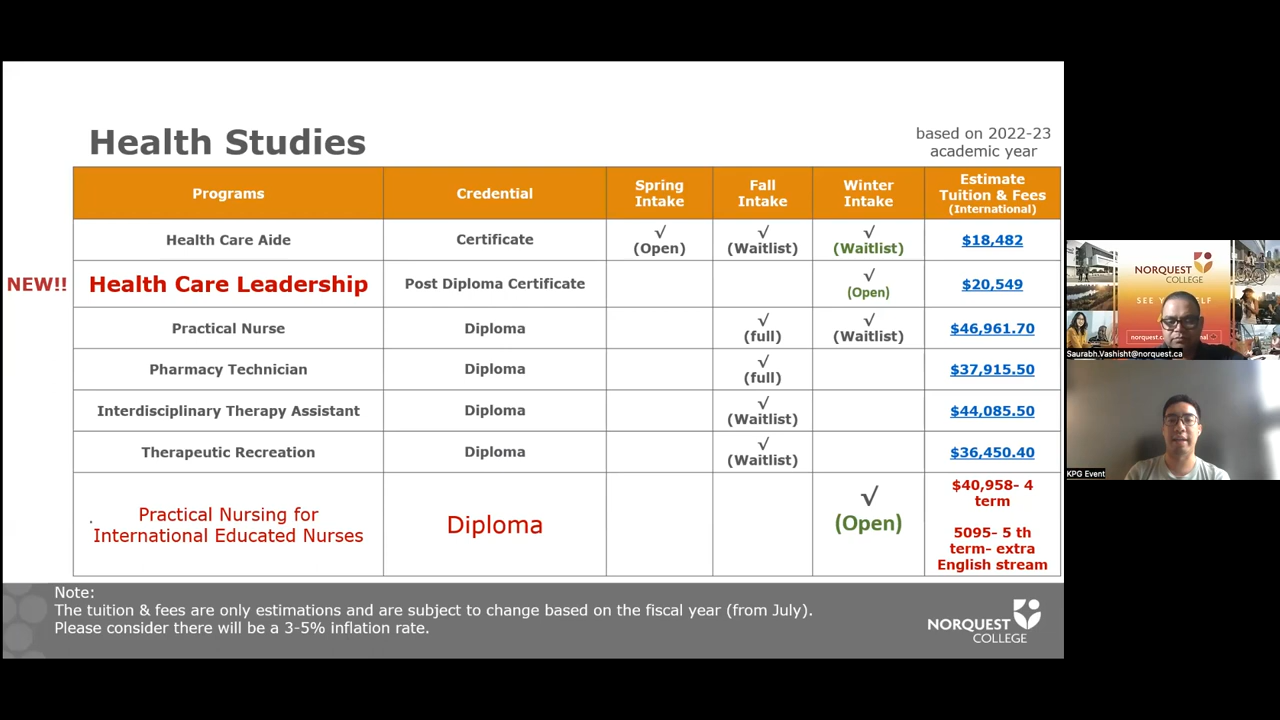 Health Studies
based on 2022-23
academic year
Programs
Credential
Spring
Intake
Fall
Intake
Winter
Intake
Estimate
Tuition & Fees
(International)
Health Care Aide
Certificate
√
(Open)
√
(Waitlist)
√
(Waitlist)
$18,482
NEW!!
Health Care Leadership
Post Diploma Certificate
√
(Open)
$20,549
Practical Nurse
Diploma
√
(full)
√
(Waitlist)
$46,961.70
Pharmacy Technician
Diploma
√
(full)
$37,915.50
Interdisciplinary Therapy Assistant
Diploma
√
(Waitlist)
$44,085.50
Therapeutic Recreation
Diploma
√
(Waitlist)
$36,450.40
Practical Nursing for
International Educated Nurses
Diploma
√
(Open)
$40,958- 4
term
5095- 5 th
term- extra
English stream
Note:
The tuition & fees are only estimations and are subject to change based on the fiscal year (from July).
Please consider there will be a 3-5% inflation rate.
NORQUEST
COLLEGE
NORQUEST
COLLEGE
Saurabh.Vashisht@norquest.ca
KPG Event